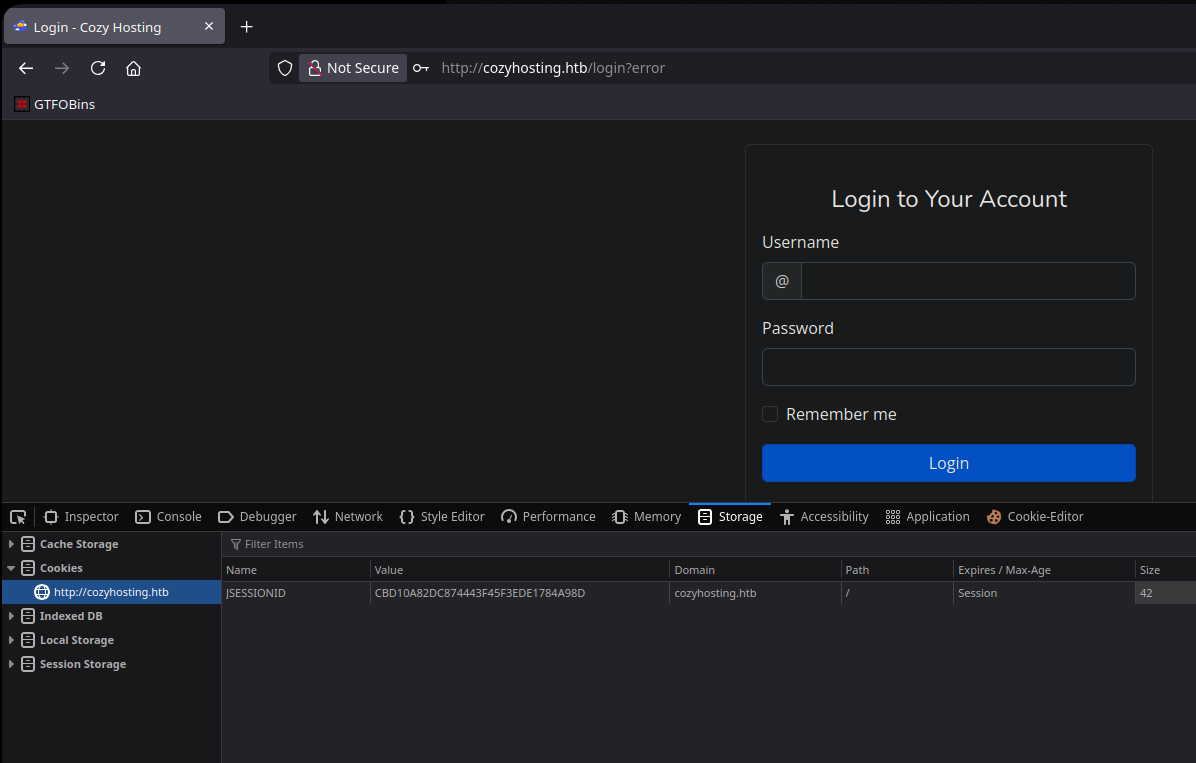 Login - Cozy Hosting
Not Secure http://cozyhosting.htb/login?error
GTFOBins
Login to Your Account
Username
@
Password
Remember me
Login
Inspector Console Debugger Network Style Editor Performance Memory Storage Accessibility Application Cookie-Editor
Cache Storage
Cookies
http://cozyhosting.htb
Indexed DB
Local Storage
Session Storage
Filter Items
Name Value Domain Path Expires / Max-Age Size
JSESSIONID CBD10A82DC874443F45F3EDE1784A98D cozyhosting.htb / Session 42